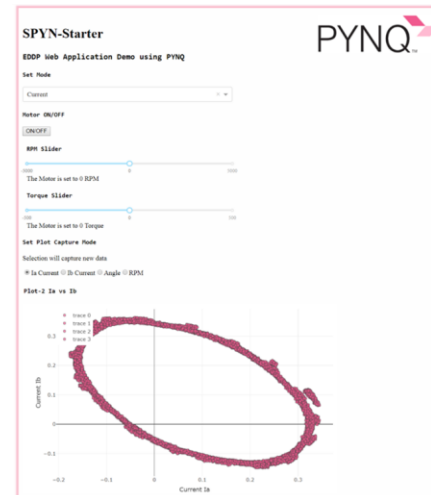 SPYN-Starter
PYNQ™
EDDP Web Application Demo using PYNQ
Set Mode
Current
Motor ON/OFF
ON/OFF
RPM Slider
0
The Motor is set to 0 RPM
Torque Slider
0
The Motor is set to 0 Torque
Set Plot Capture Mode
Selection will capture new data
Ia Current Ib Current Angle RPM
Plot-2 Ia vs Ib
trace 0
trace 1
trace 2
trace 3
0.3
0.2
0.1
0
−0.1
Current Ib
−0.2 −0.1 0 0.1 0.2 0.3
Current Ia